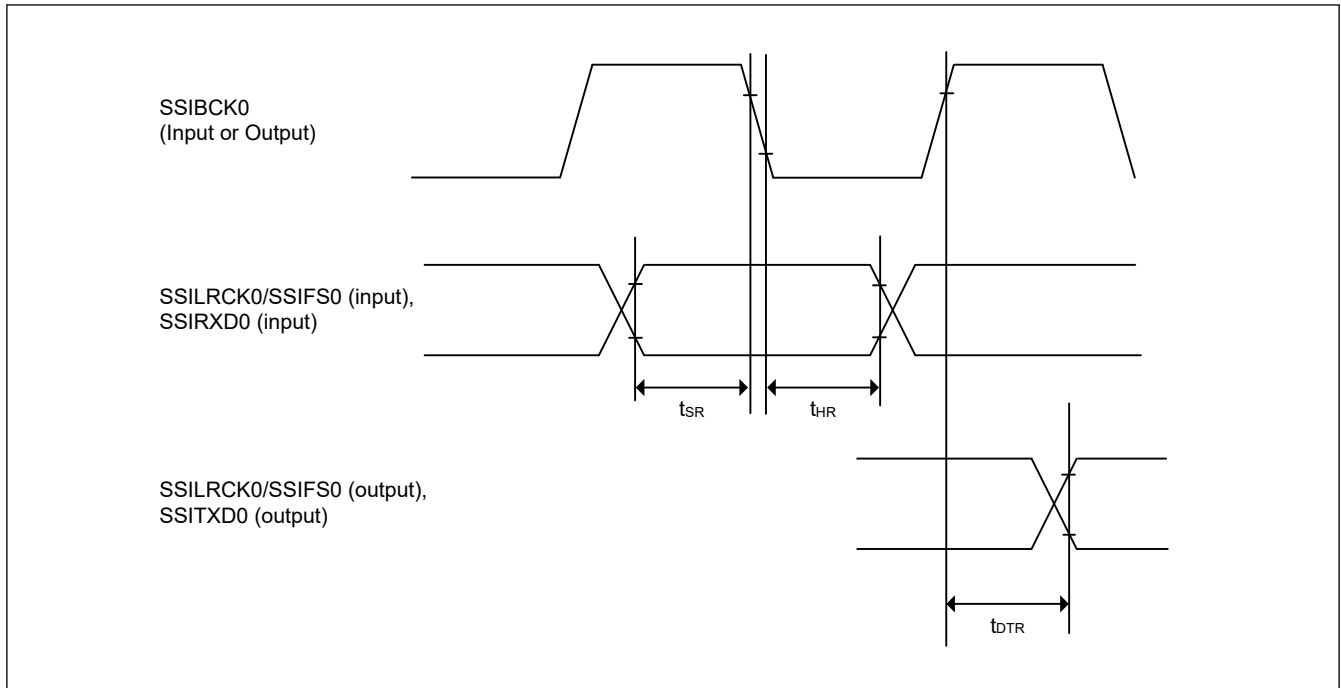 SSIBCK0
(Input or Output)
SSILRCK0/SSIFS0 (input),
SSIRXD0 (input)
tSR
tHR
SSILRCK0/SSIFS0 (output),
SSITXD0 (output)
tDTR